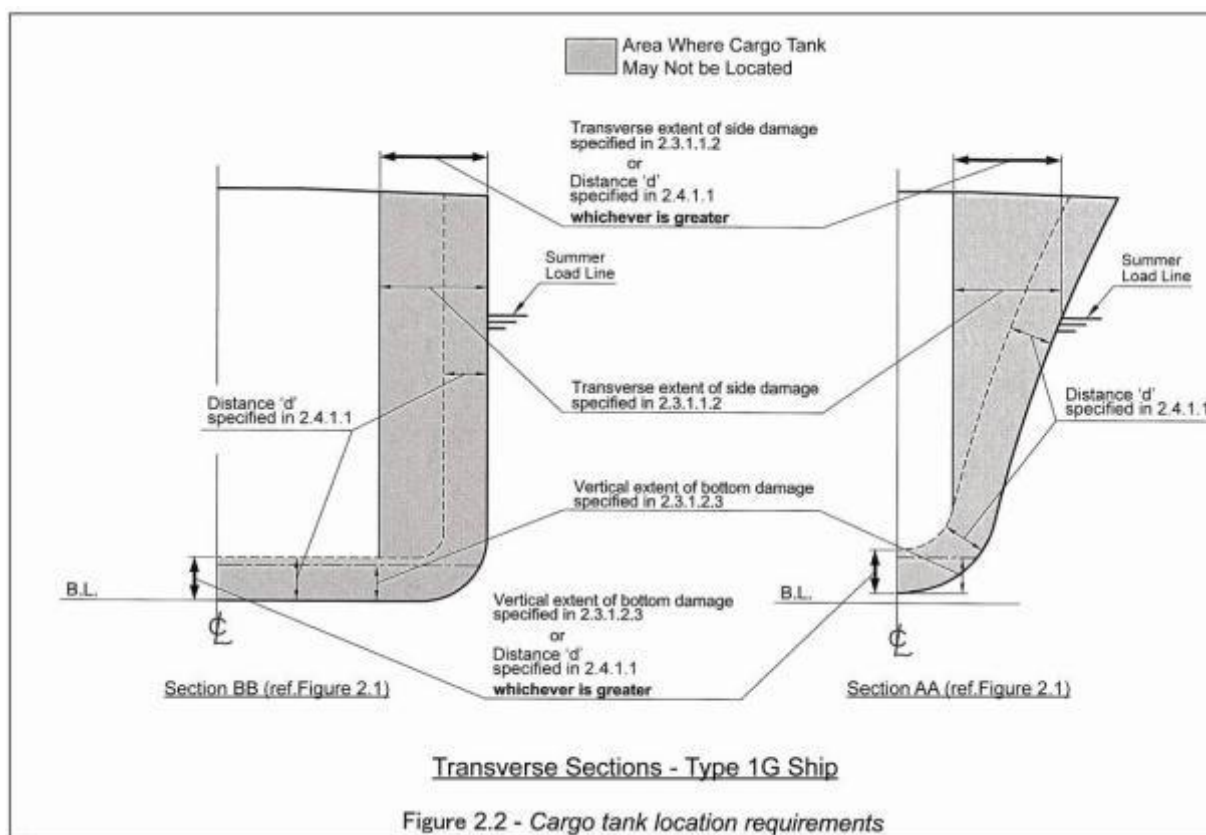 Area Where Cargo Tank
May Not be Located
Transverse extent of side damage
specified in 2.3.1.1.2
or
Distance 'd'
specified in 2.4.1.1
whichever is greater
Summer
Load Line
Summer
Load Line
Transverse extent of side damage
specified in 2.3.1.1.2
Distance 'd'
specified in 2.4.1.1
Distance 'd'
specified in 2.4.1.1
Vertical extent of bottom damage
specified in 2.3.1.2.3
B.L.
B.L.
Vertical extent of bottom damage
specified in 2.3.1.2.3
or
Distance 'd'
specified in 2.4.1.1
whichever is greater
℄
℄
Section BB (ref.Figure 2.1)
Section AA (ref.Figure 2.1)
Transverse Sections - Type 1G Ship
Figure 2.2 - Cargo tank location requirements